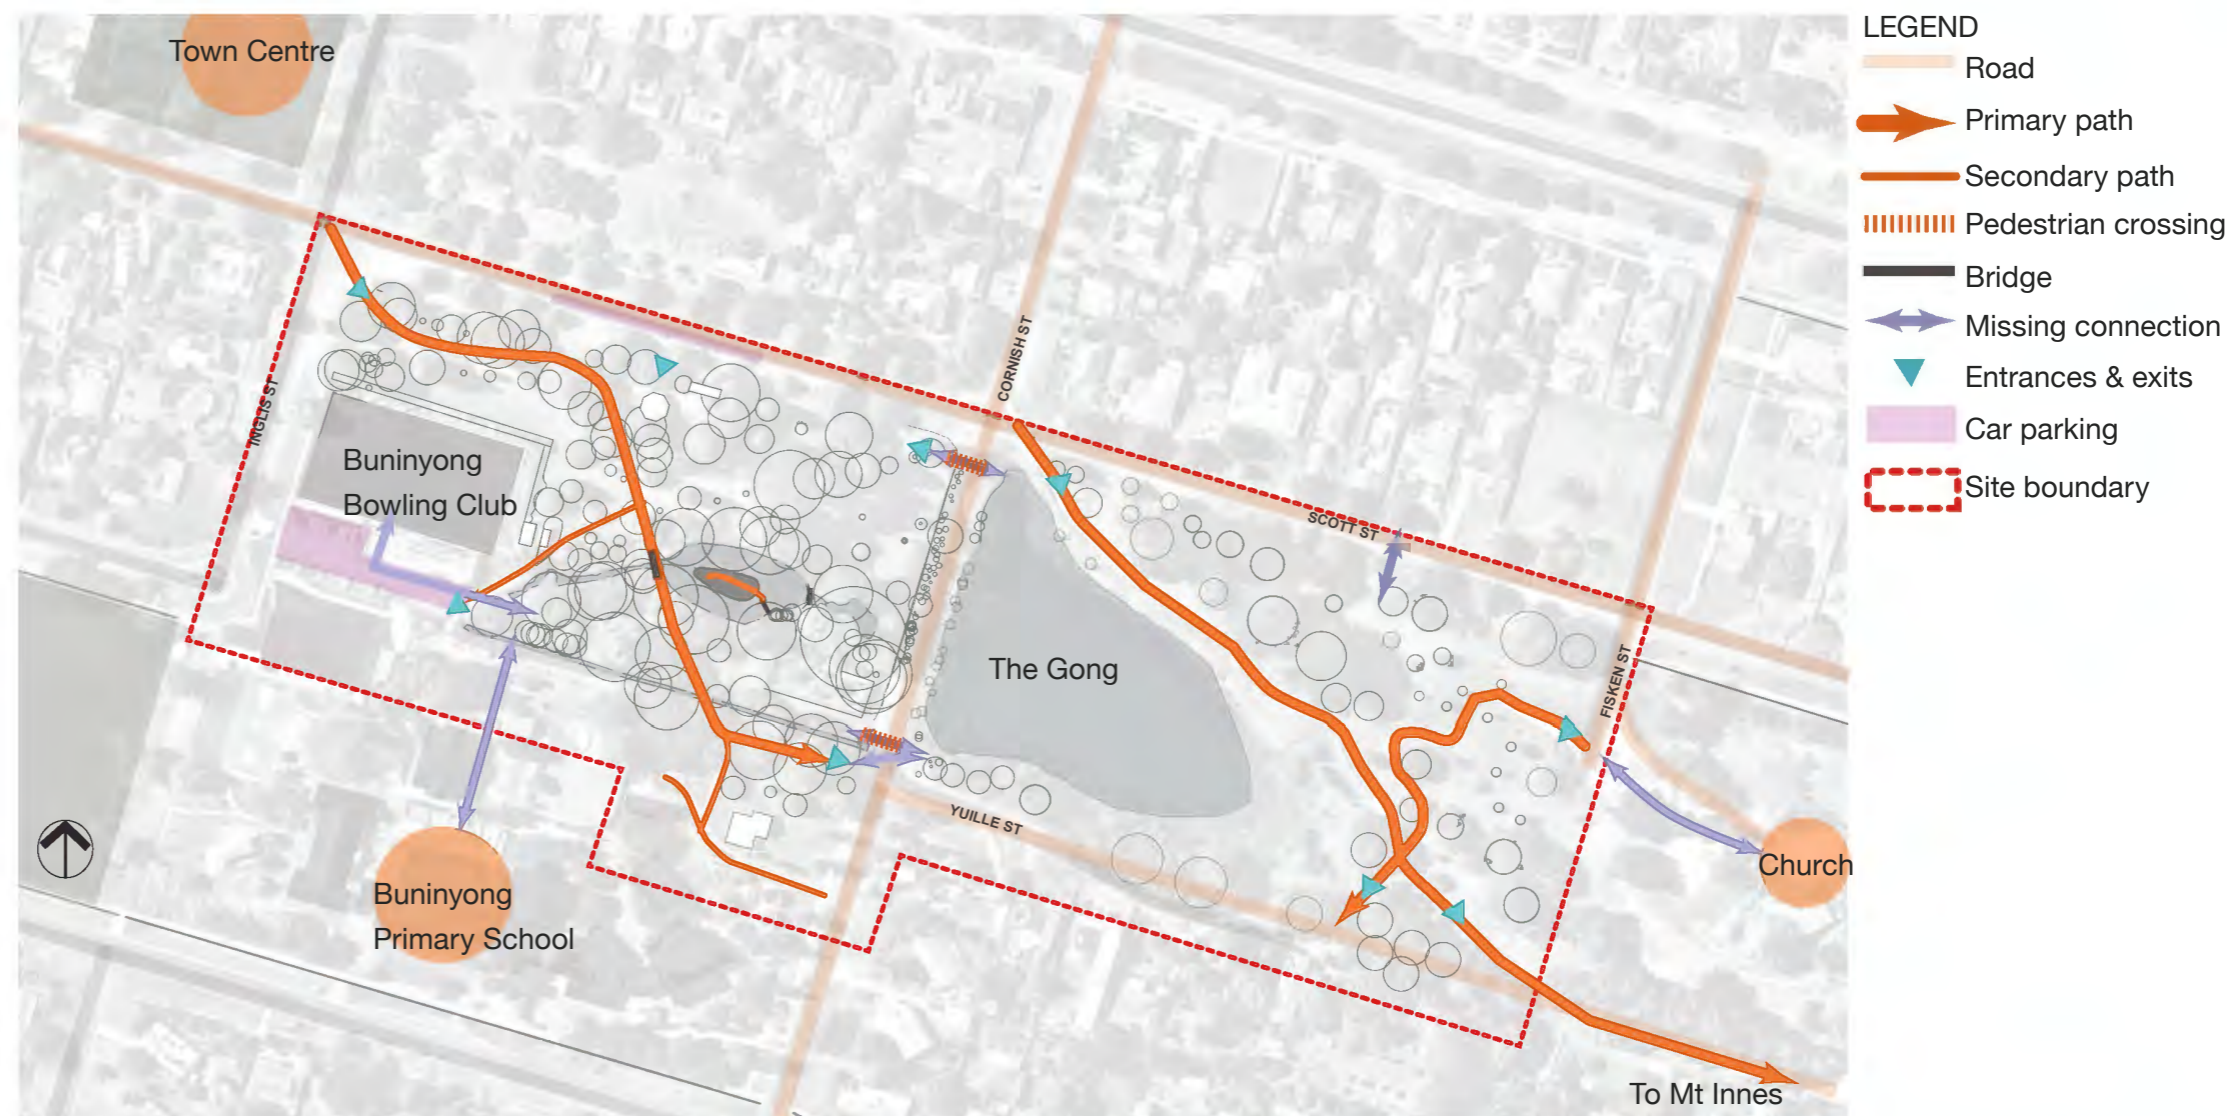 Town Centre
LEGEND
Road
Primary path
Secondary path
Pedestrian crossing
Bridge
Missing connection
Entrances & exits
Car parking
Site boundary
CORNISH ST
INGLIS ST
Buninyong
Bowling Club
SCOTT ST
The Gong
FISKEN ST
YUILLE ST
Church
Buninyong
Primary School
To Mt Innes